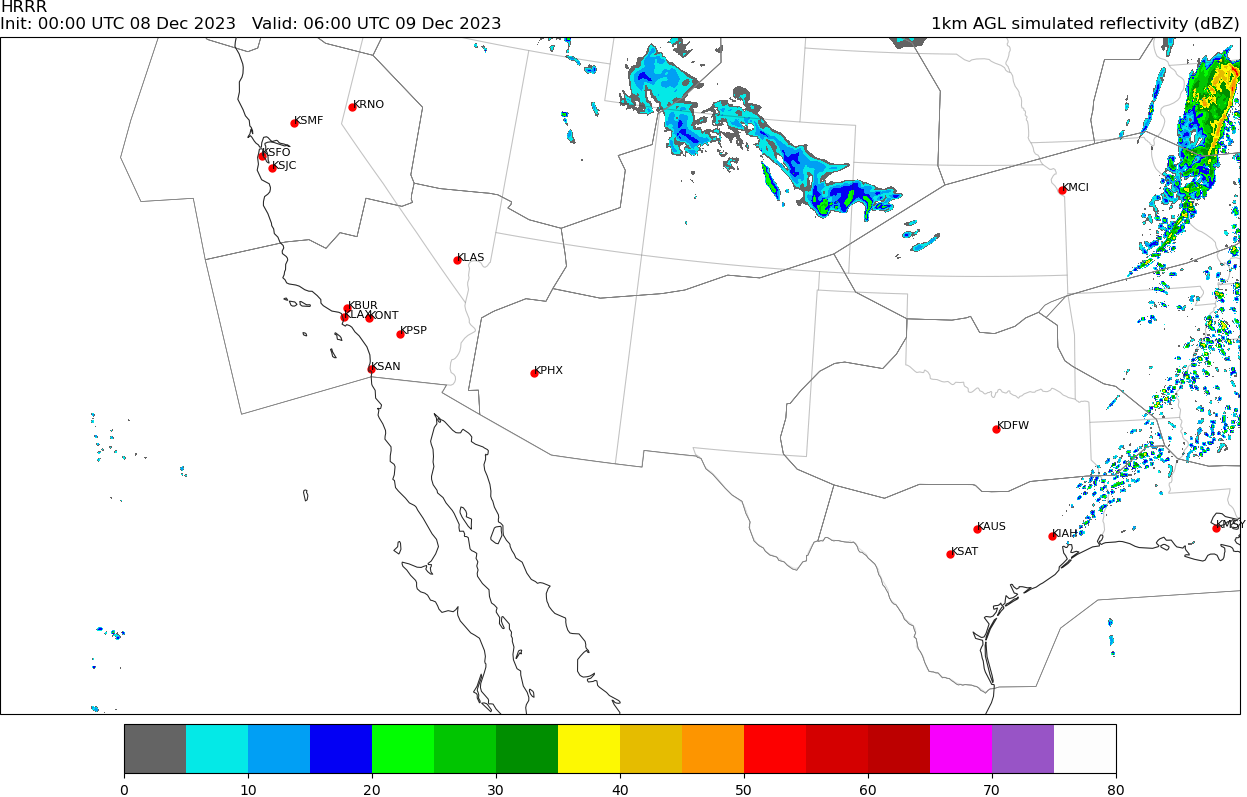 HRRR
Init: 00:00 UTC 08 Dec 2023 Valid: 06:00 UTC 09 Dec 2023
1km AGL simulated reflectivity (dBZ)
KRNO
KSMF
KSFO
KSJC
KMCI
KLAS
KBUR
KLAX
KONT
KPSP
KSAN
KPHX
KDFW
KMSY
KAUS
KIAH
KSAT
0 10 20 30 40 50 60 70 80